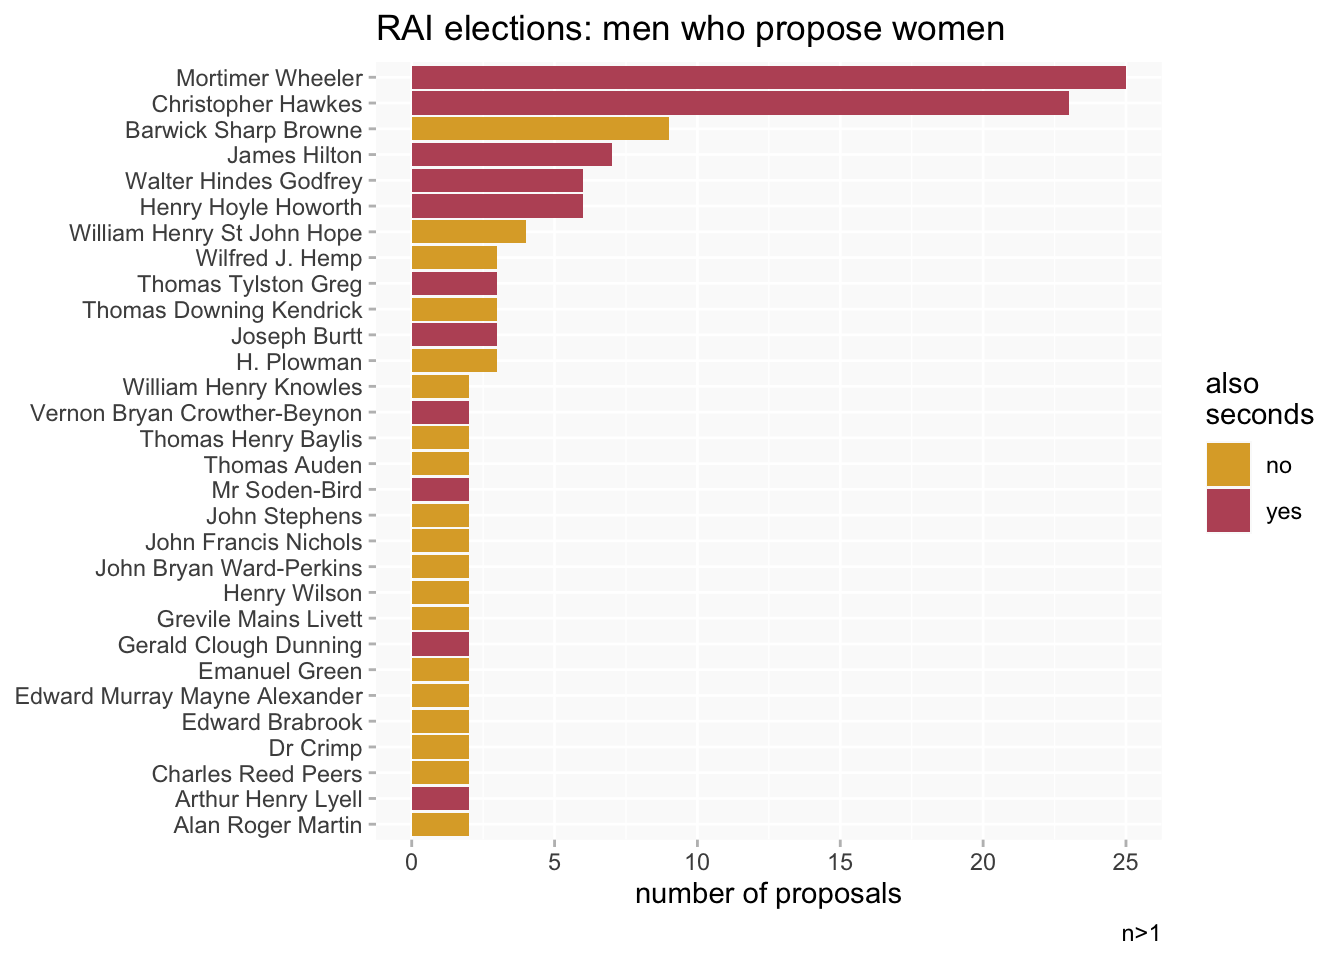 RAI elections: men who propose women
Mortimer Wheeler
Christopher Hawkes
Barwick Sharp Browne
James Hilton
Walter Hindes Godfrey
Henry Hoyle Howorth
William Henry St John Hope
Wilfred J. Hemp
Thomas Tylston Greg
Thomas Downing Kendrick
Joseph Burtt
H. Plowman
William Henry Knowles
Vernon Bryan Crowther-Beynon
Thomas Henry Baylis
Thomas Auden
Mr Soden-Bird
John Stephens
John Francis Nichols
John Bryan Ward-Perkins
Henry Wilson
Grevile Mains Livett
Gerald Clough Dunning
Emanuel Green
Edward Murray Mayne Alexander
Edward Brabrook
Dr Crimp
Charles Reed Peers
Arthur Henry Lyell
Alan Roger Martin
0 5 10 15 20 25
number of proposals
also
seconds
no
yes
n>1